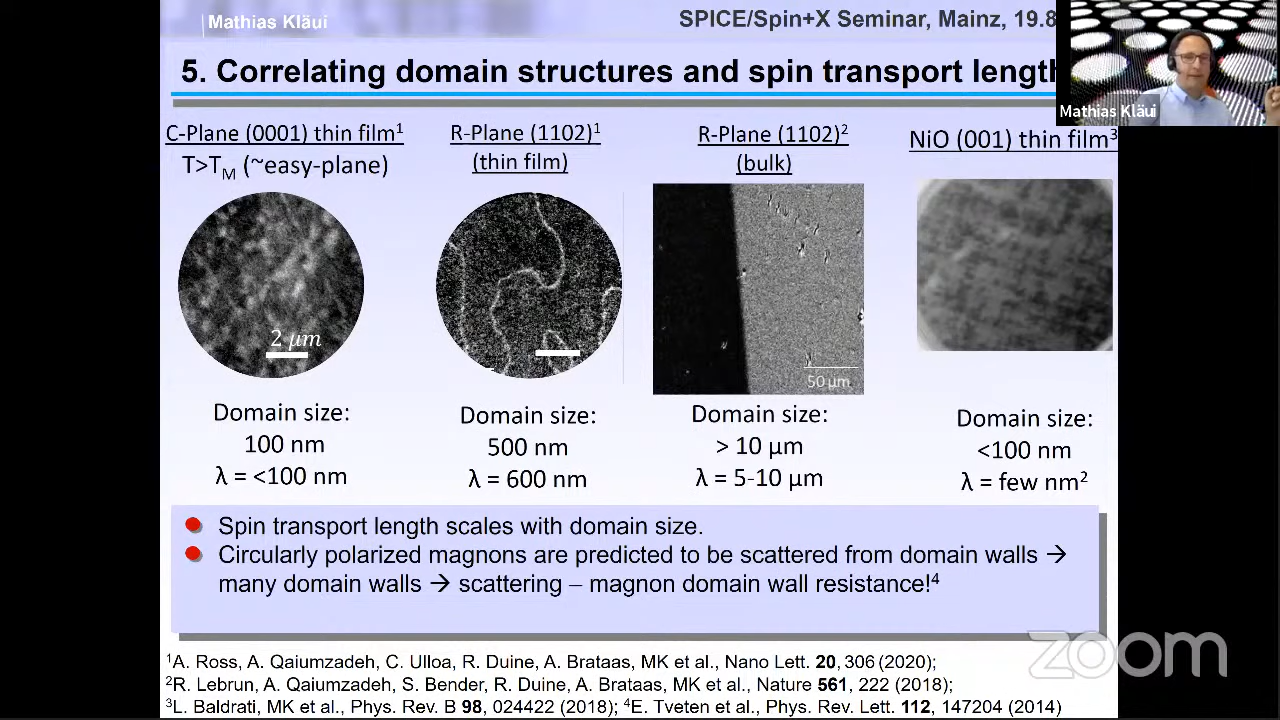 Mathias Kläui
SPICE/Spin+X Seminar, Mainz, 19.8
5. Correlating domain structures and spin transport length
Mathias Kläui
C-Plane (0001) thin film¹
T>T_M (~easy-plane)
R-Plane (1102)¹
(thin film)
R-Plane (1102)²
(bulk)
NiO (001) thin film³
2 μm
50 μm
Domain size:
100 nm
λ = <100 nm
Domain size:
500 nm
λ = 600 nm
Domain size:
> 10 μm
λ = 5-10 μm
Domain size:
<100 nm
λ = few nm²
Spin transport length scales with domain size.
Circularly polarized magnons are predicted to be scattered from domain walls →
many domain walls → scattering – magnon domain wall resistance!⁴
zoom
¹A. Ross, A. Qaiumzadeh, C. Ulloa, R. Duine, A. Brataas, MK et al., Nano Lett. 20, 306 (2020);
²R. Lebrun, A. Qaiumzadeh, S. Bender, R. Duine, A. Brataas, MK et al., Nature 561, 222 (2018);
³L. Baldrati, MK et al., Phys. Rev. B 98, 024422 (2018); ⁴E. Tveten et al., Phys. Rev. Lett. 112, 147204 (2014)